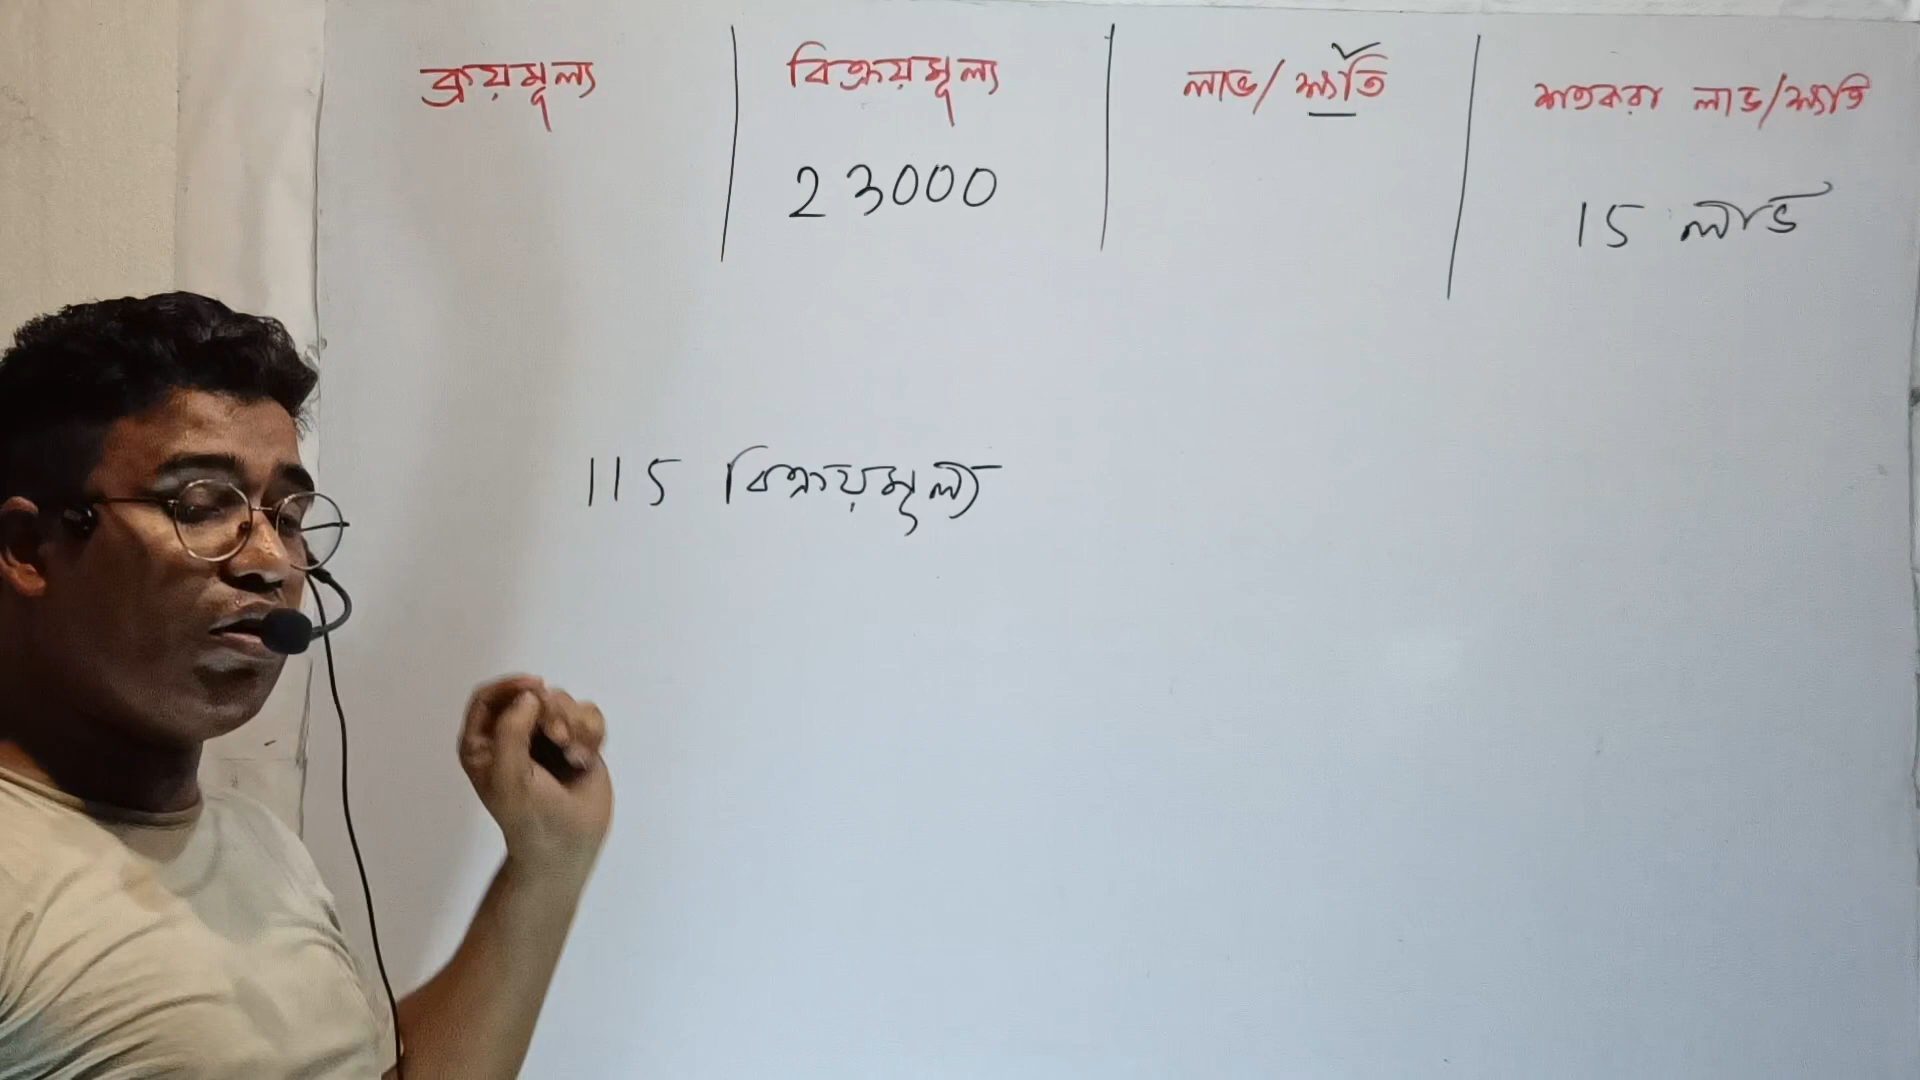 ক্রয়মূল্য বিক্রয়মূল্য লাভ/ক্ষতি শতকরা লাভ/ক্ষতি
23000 15 লাভ
115 বিক্রয়মূল্য